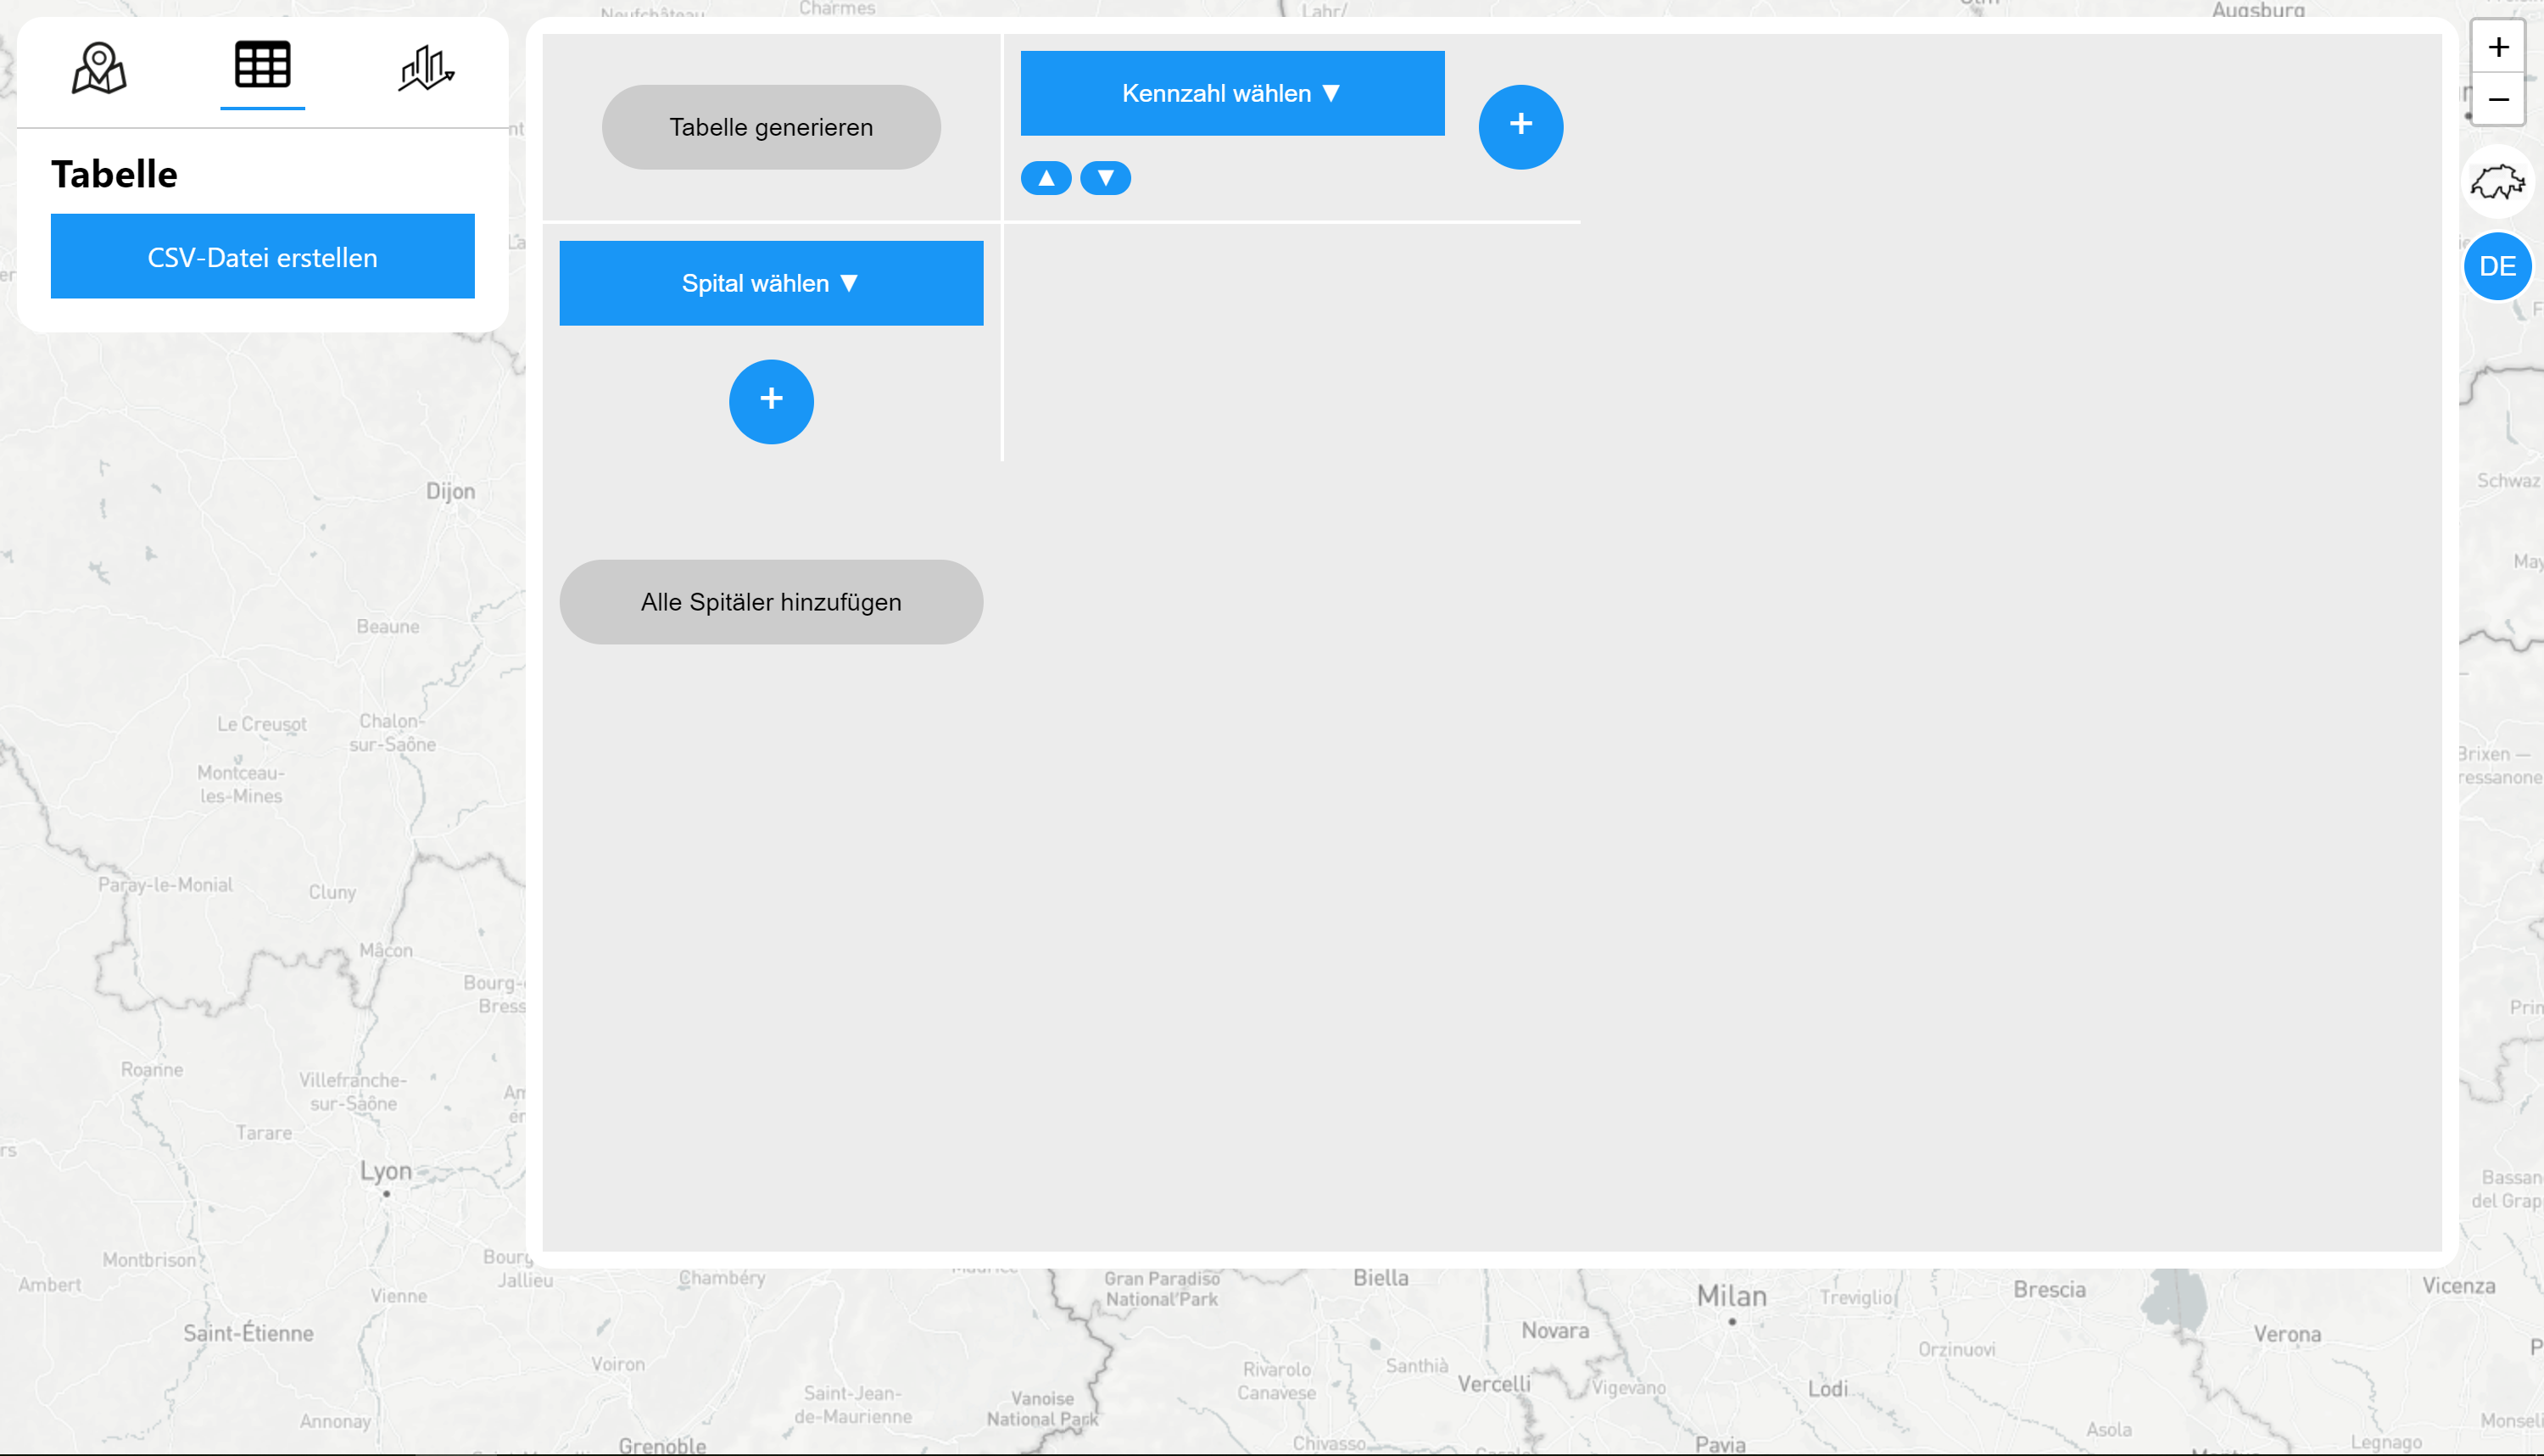 Tabelle
CSV-Datei erstellen
Tabelle generieren
Kennzahl wählen ▼
+
▲ ▼
Spital wählen ▼
+
Alle Spitäler hinzufügen
+
−
DE
Neufchâteau
Charmes
Lahr/
Augsburg
Dijon
Beaune
Le Creusot
Chalon-
sur-Saône
Montceau-
les-Mines
Paray-le-Monial
Cluny
Mâcon
Bourg-
Bress
Roanne
Villefranche-
sur-Saône
Tarare
Lyon
Montbrison
Ambert
Vienne
Bourg
Jallieu
Saint-Étienne
Annonay
Voiron
Grenoble
Chambéry
Saint-Jean-
de-Maurienne
Gran Paradiso
National Park
Vanoise
National Park
Biella
Rivarolo
Canavese
Santhià
Chivasso
Novara
Vercelli
Vigevano
Milan
Treviglio
Lodi
Pavia
Brescia
Orzinuovi
Asola
Verona
Vicenza
Legnago
Monseli
Schwaz
May
Brixen —
ressanone
Prin
Bassan
del Grap